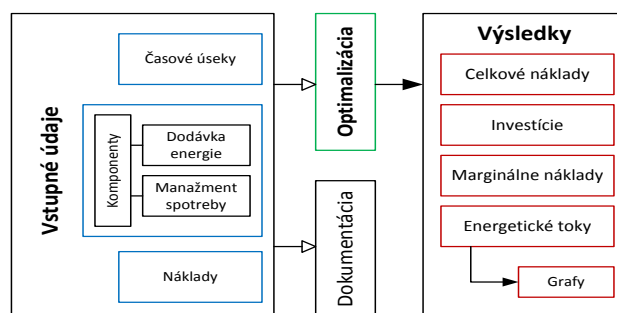 Vstupné údaje
Časové úseky
Komponenty
Dodávka
energie
Manažment
spotreby
Náklady
Optimalizácia
Dokumentácia
Výsledky
Celkové náklady
Investície
Marginálne náklady
Energetické toky
Grafy